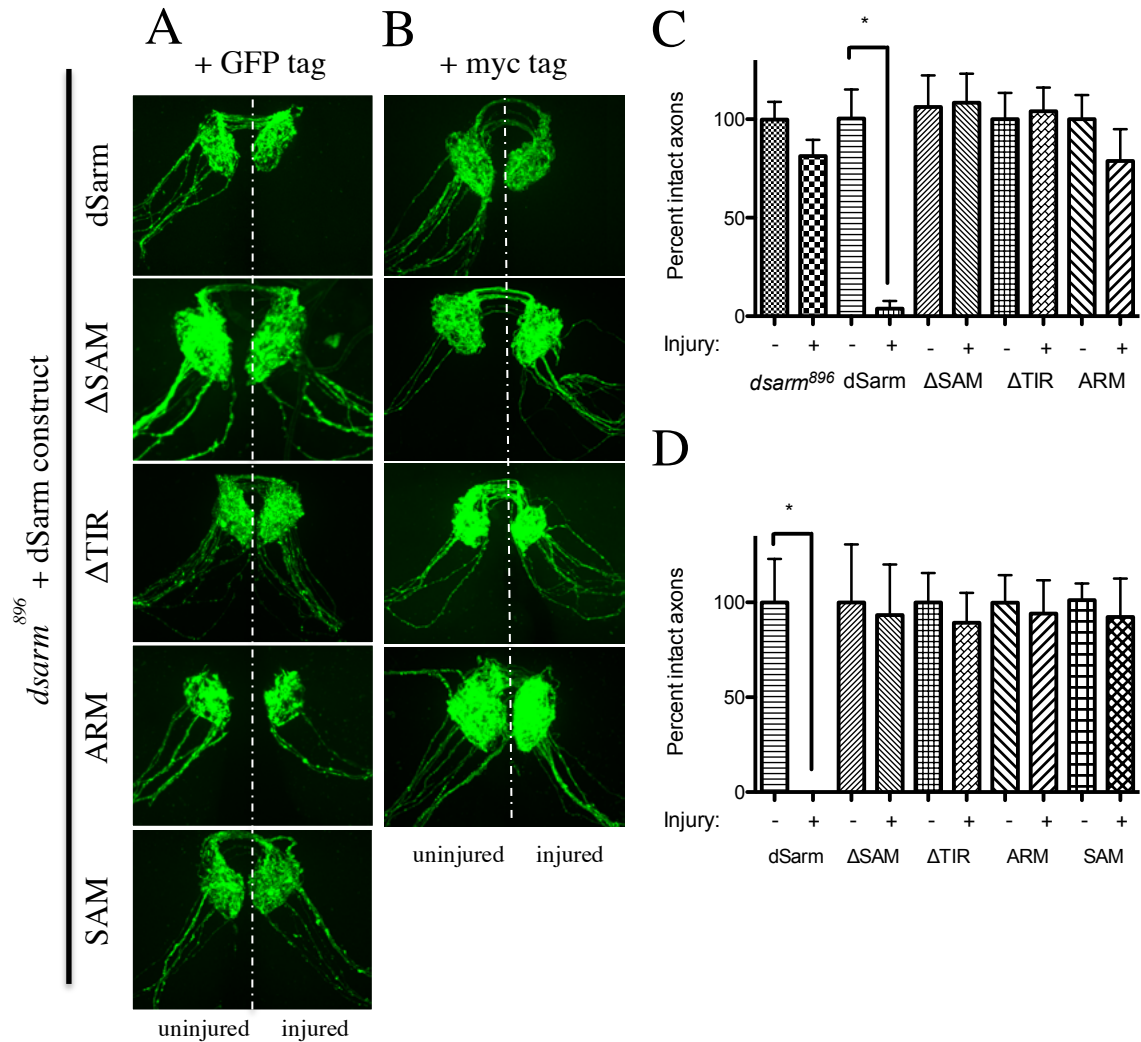 A
+ GFP tag
B
+ myc tag
dsarm896 + dSarm construct
dSarm
ΔSAM
ΔTIR
ARM
SAM
uninjured injured
uninjured injured
C
*
Percent intact axons
100
50
0
Injury: - + - + - + - + - +
dsarm896 dSarm ΔSAM ΔTIR ARM
D
*
Percent intact axons
100
50
0
Injury: - + - + - + - + - +
dSarm ΔSAM ΔTIR ARM SAM